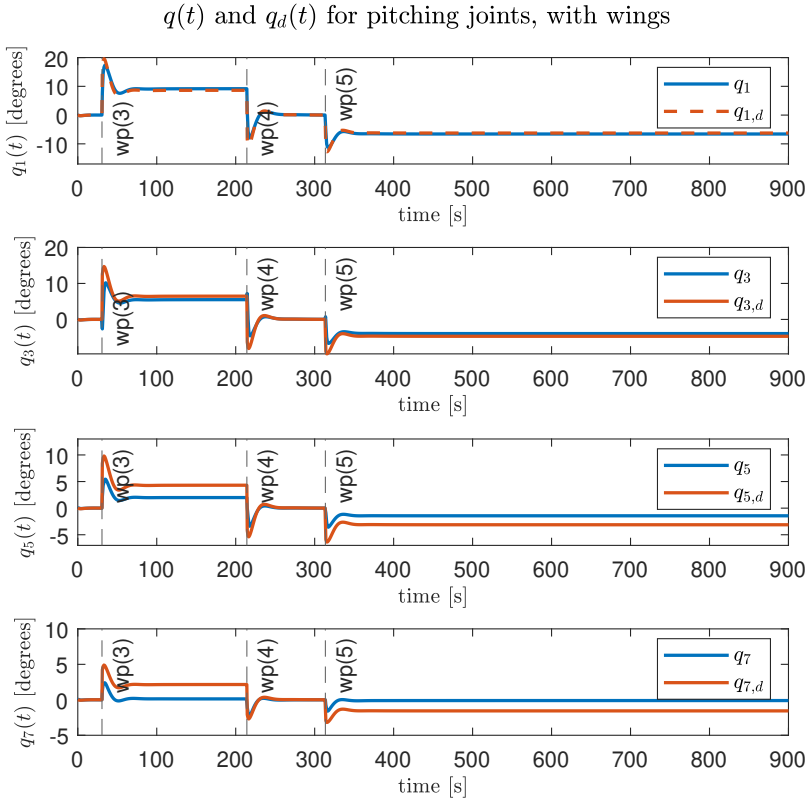 q(t) and q_d(t) for pitching joints, with wings
20
10
0
-10
q_1(t) [degrees]
wp(3)
wp(4)
wp(5)
q_1
q_{1,d}
0 100 200 300 400 500 600 700 800 900
time [s]
20
10
0
q_3(t) [degrees]
wp(3)
wp(4)
wp(5)
q_3
q_{3,d}
0 100 200 300 400 500 600 700 800 900
time [s]
10
5
0
-5
q_5(t) [degrees]
wp(3)
wp(4)
wp(5)
q_5
q_{5,d}
0 100 200 300 400 500 600 700 800 900
time [s]
10
5
0
-5
q_7(t) [degrees]
wp(3)
wp(4)
wp(5)
q_7
q_{7,d}
0 100 200 300 400 500 600 700 800 900
time [s]